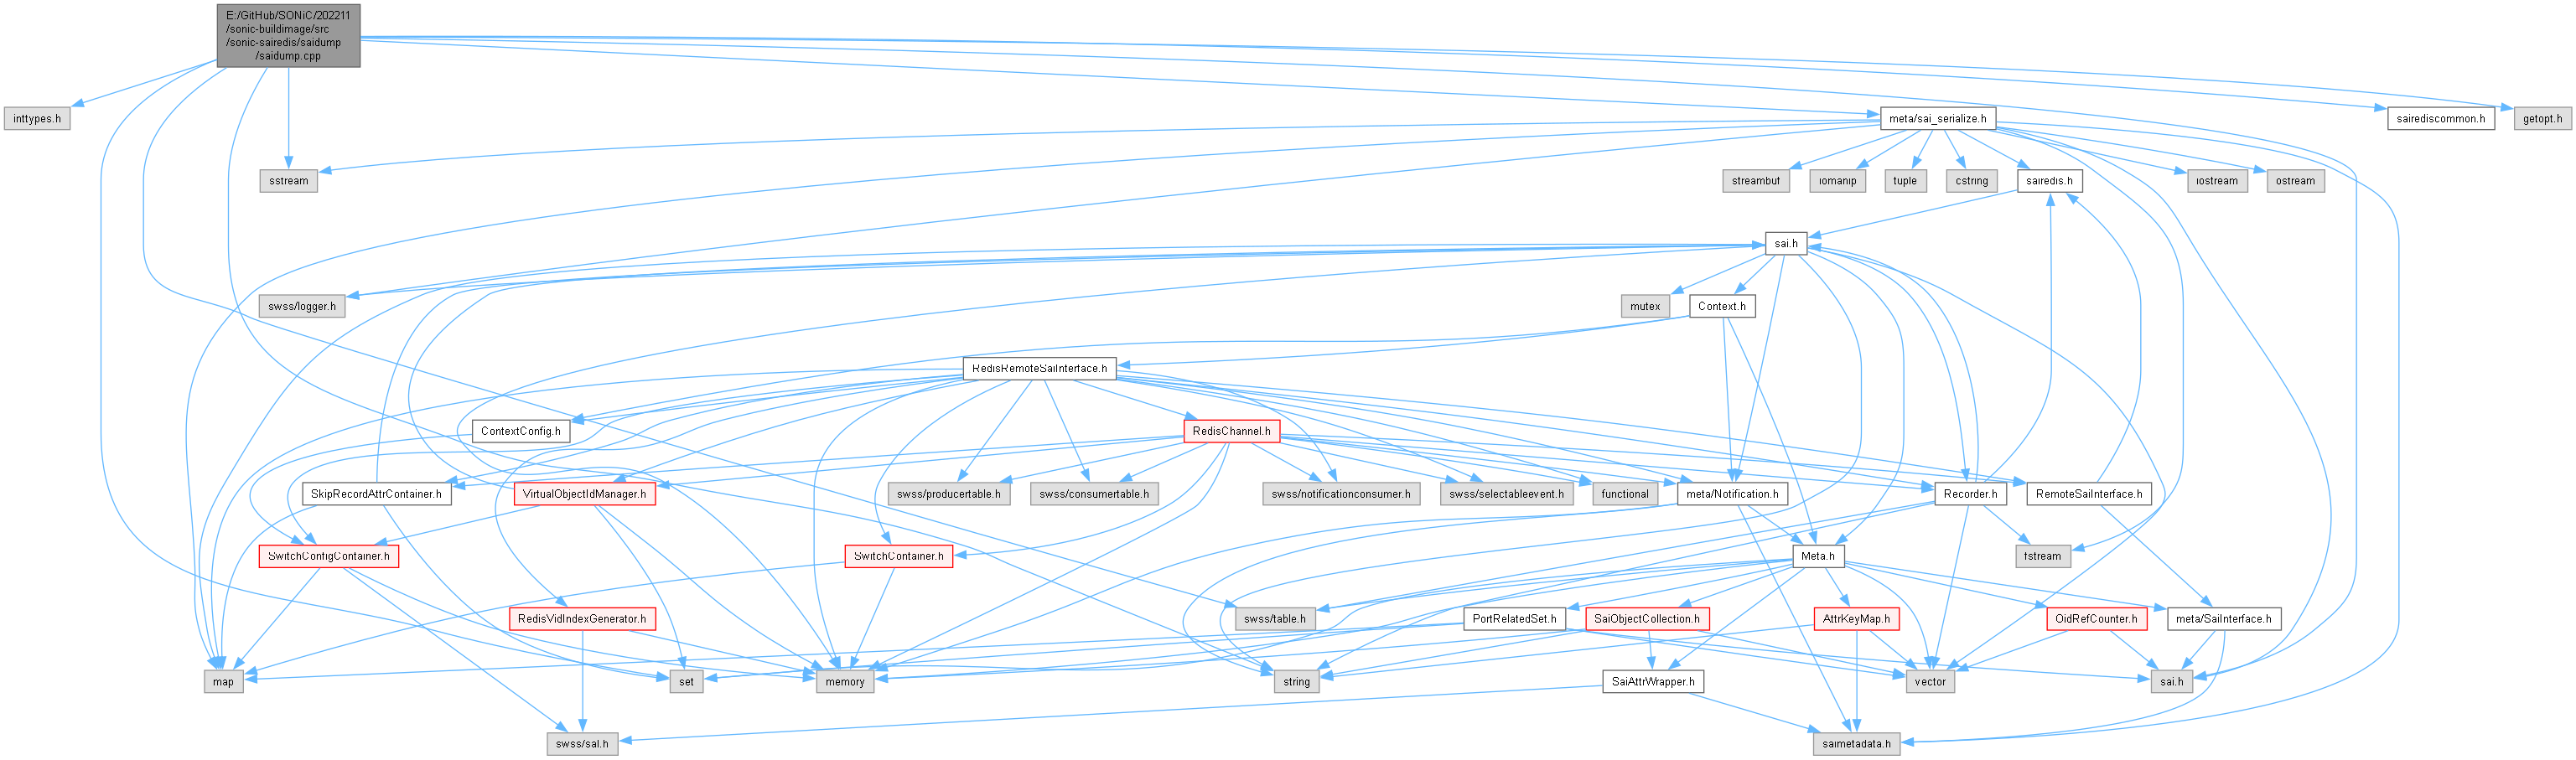 E:/GitHub/SONiC/202211
/sonic-buildimage/src
/sonic-sairedis/saidump
/saidump.cpp
inttypes.h
meta/sai_serialize.h
sairediscommon.h
getopt.h
sstream
streambuf
iomanip
tuple
cstring
sairedis.h
iostream
ostream
sai.h
swss/logger.h
mutex
Context.h
RedisRemoteSaiInterface.h
ContextConfig.h
RedisChannel.h
SkipRecordAttrContainer.h
VirtualObjectIdManager.h
swss/producertable.h
swss/consumertable.h
swss/notificationconsumer.h
swss/selectableevent.h
functional
meta/Notification.h
Recorder.h
RemoteSaiInterface.h
SwitchConfigContainer.h
SwitchContainer.h
Meta.h
fstream
RedisVidIndexGenerator.h
swss/table.h
PortRelatedSet.h
SaiObjectCollection.h
AttrKeyMap.h
OidRefCounter.h
meta/SaiInterface.h
map
set
memory
string
SaiAttrWrapper.h
vector
sai.h
swss/sal.h
saimetadata.h